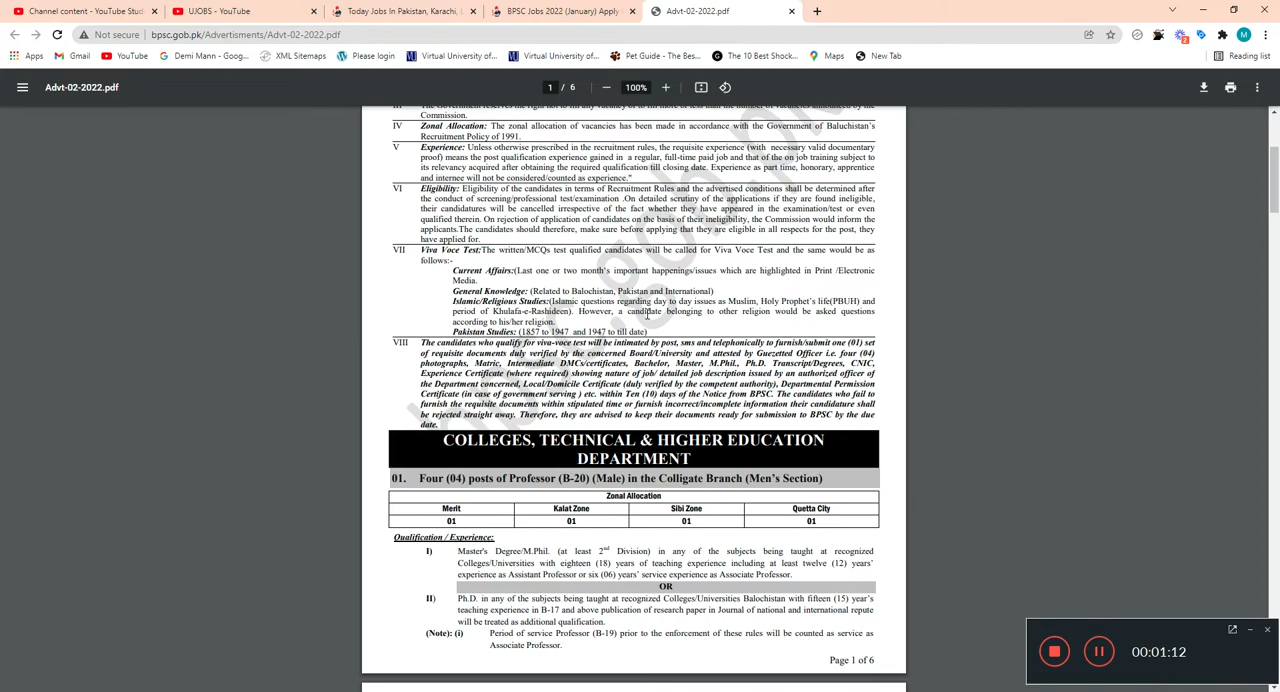 Channel content - YouTube Stud
UJOBS - YouTube
Today Jobs In Pakistan, Karachi, L
BPSC Jobs 2022 (January) Apply
Advt-02-2022.pdf
Not secure | bpsc.gob.pk/Advertisments/Advt-02-2022.pdf
Apps
Gmail
YouTube
Demi Mann - Goog...
XML Sitemaps
Please login
Virtual University of...
Virtual University of...
Pet Guide - The Bes...
The 10 Best Shock...
Maps
New Tab
Reading list
Advt-02-2022.pdf
1 / 6
100%
Commission.
IV Zonal Allocation: The zonal allocation of vacancies has been made in accordance with the Government of Baluchistan's
Recruitment Policy of 1991.
V Experience: Unless otherwise prescribed in the recruitment rules, the requisite experience (with necessary valid documentary
proof) means the post qualification experience gained in a regular, full-time paid job and that of the on job training subject to
its relevancy acquired after obtaining the required qualification till closing date. Experience as part time, honorary, apprentice
and internee will not be considered/counted as experience."
VI Eligibility: Eligibility of the candidates in terms of Recruitment Rules and the advertised conditions shall be determined after
the conduct of screening/professional test/examination .On detailed scrutiny of the applications if they are found ineligible,
their candidatures will be cancelled irrespective of the fact whether they have appeared in the examination/test or even
qualified therein. On rejection of application of candidates on the basis of their ineligibility, the Commission would inform the
applicants.The candidates should therefore, make sure before applying that they are eligible in all respects for the post, they
have applied for.
VII Viva Voce Test:The written/MCQs test qualified candidates will be called for Viva Voce Test and the same would be as
follows:-
Current Affairs:(Last one or two month's important happenings/issues which are highlighted in Print /Electronic
Media.
General Knowledge: (Related to Balochistan, Pakistan and International)
Islamic/Religious Studies:(Islamic questions regarding day to day issues as Muslim, Holy Prophet's life(PBUH) and
period of Khulafa-e-Rashideen). However, a candidate belonging to other religion would be asked questions
according to his/her religion.
Pakistan Studies: (1857 to 1947 and 1947 to till date)
VIII The candidates who qualify for viva-voce test will be intimated by post, sms and telephonically to furnish/submit one (01) set
of requisite documents duly verified by the concerned Board/University and attested by Guezetted Officer i.e. four (04)
photographs, Matric, Intermediate DMCs/certificates, Bachelor, Master, M.Phil., Ph.D. Transcript/Degrees, CNIC,
Experience Certificate (where required) showing nature of job/ detailed job description issued by an authorized officer of
the Department concerned, Local/Domicile Certificate (duly verified by the competent authority), Departmental Permission
Certificate (in case of government serving ) etc. within Ten (10) days of the Notice from BPSC. The candidates who fail to
furnish the requisite documents within stipulated time or furnish incorrect/incomplete information their candidature shall
be rejected straight away. Therefore, they are advised to keep their documents ready for submission to BPSC by the due
date.
COLLEGES, TECHNICAL & HIGHER EDUCATION
DEPARTMENT
01. Four (04) posts of Professor (B-20) (Male) in the Colligate Branch (Men's Section)
Zonal Allocation
Merit Kalat Zone Sibi Zone Quetta City
01 01 01 01
Qualification / Experience:
I) Master's Degree/M.Phil. (at least 2nd Division) in any of the subjects being taught at recognized
Colleges/Universities with eighteen (18) years of teaching experience including at least twelve (12) years'
experience as Assistant Professor or six (06) years' service experience as Associate Professor.
OR
II) Ph.D. in any of the subjects being taught at recognized Colleges/Universities Balochistan with fifteen (15) year's
teaching experience in B-17 and above publication of research paper in Journal of national and international repute
will be treated as additional qualification.
(Note): (i) Period of service Professor (B-19) prior to the enforcement of these rules will be counted as service as
Associate Professor.
Page 1 of 6
00:01:12